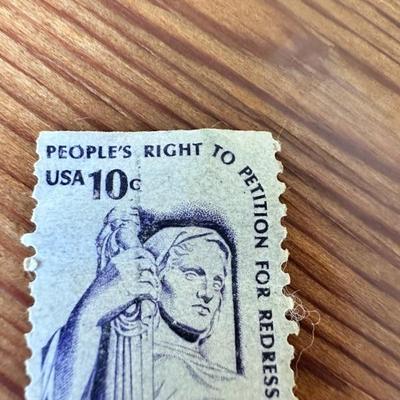 PEOPLE'S RIGHT TO PETITION FOR REDRESS
USA 10c